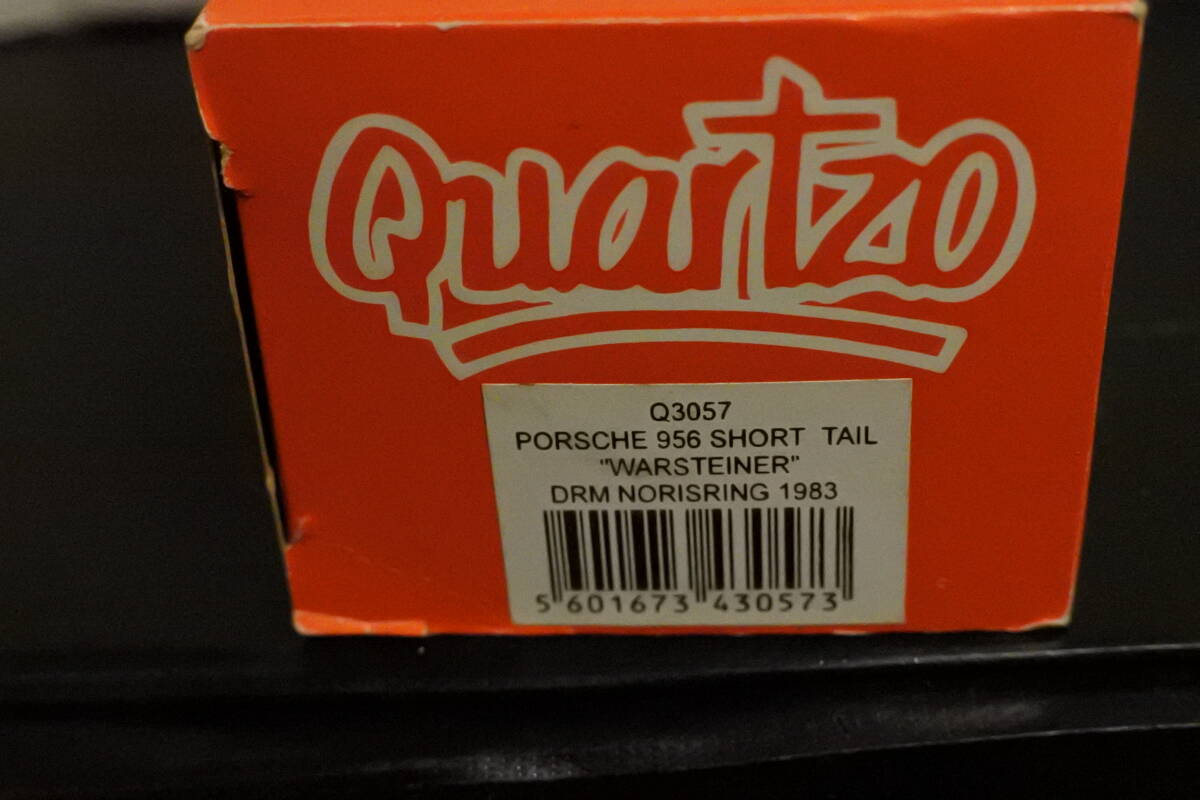 Quartzo
Q3057
PORSCHE 956 SHORT TAIL
"WARSTEINER"
DRM NORISRING 1983
5 601673 430573